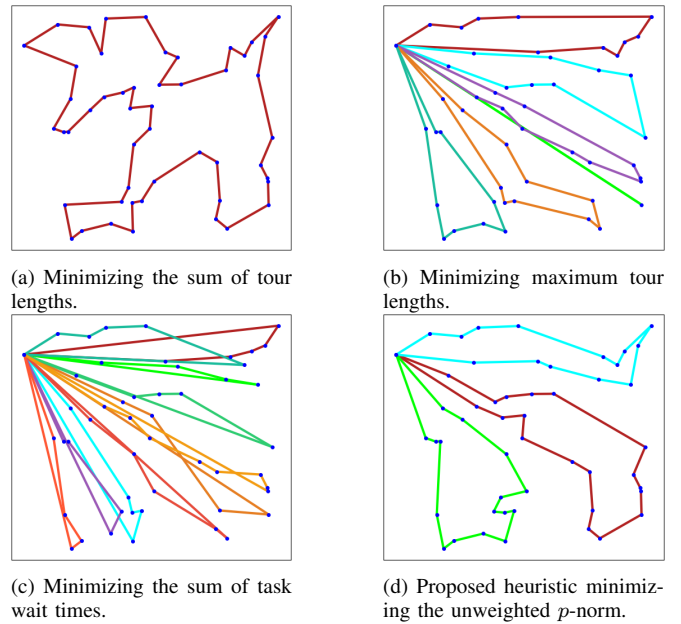 (a) Minimizing the sum of tour
lengths.
(b) Minimizing maximum tour
lengths.
(c) Minimizing the sum of task
wait times.
(d) Proposed heuristic minimiz-
ing the unweighted p-norm.